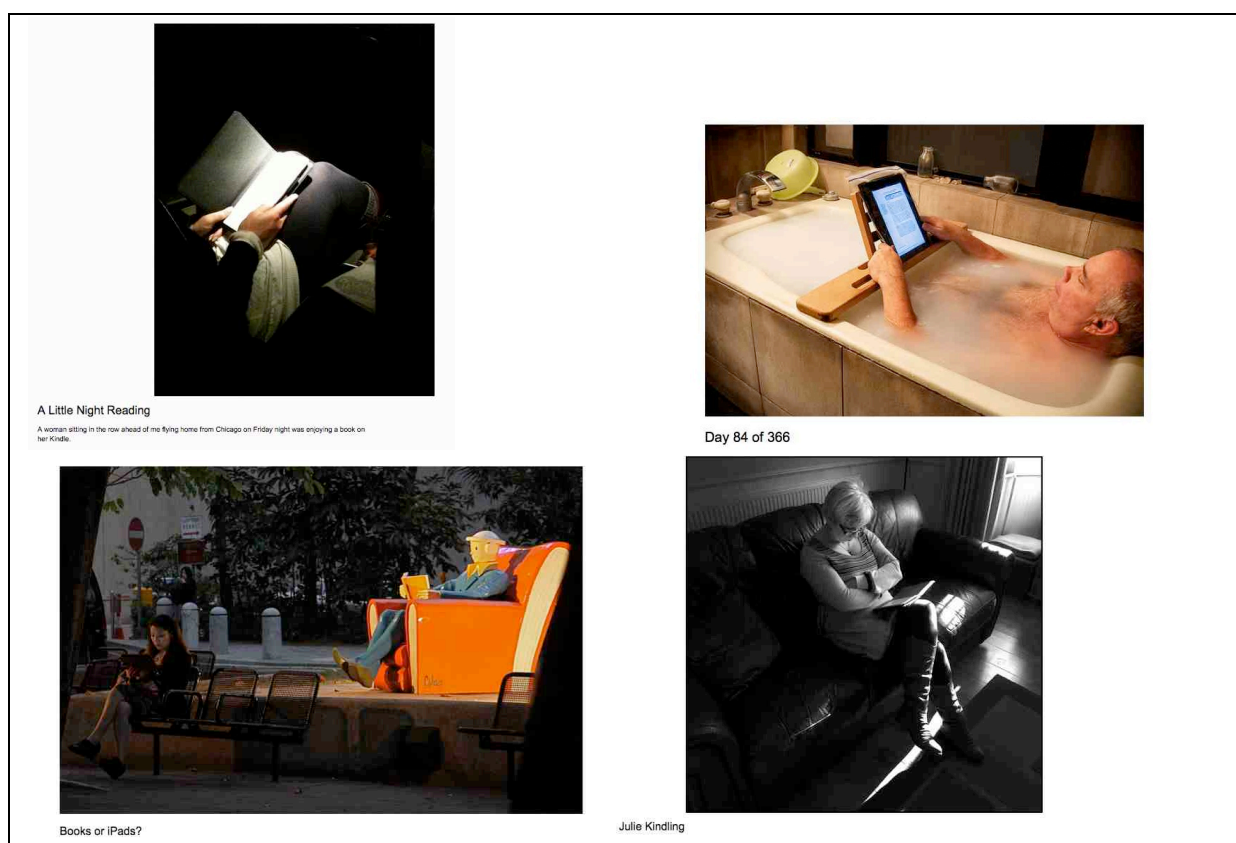 A Little Night Reading
A woman sitting in the row ahead of me flying home from Chicago on Friday night was enjoying a book on
her Kindle.
Day 84 of 366
Books or iPads?
Julie Kindling